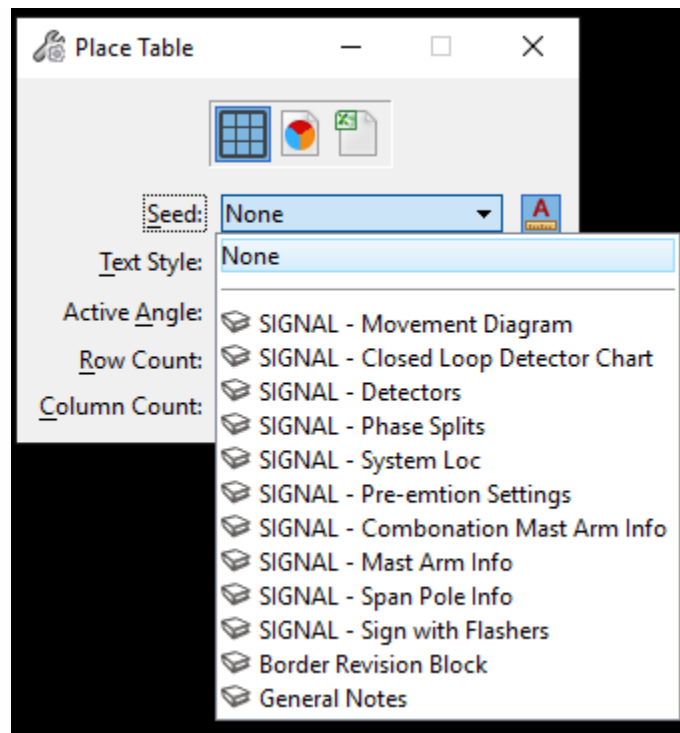 Place Table
Seed: None A
Text Style: None
Active Angle:
SIGNAL - Movement Diagram
Row Count: SIGNAL - Closed Loop Detector Chart
SIGNAL - Detectors
Column Count:
SIGNAL - Phase Splits
SIGNAL - System Loc
SIGNAL - Pre-emtion Settings
SIGNAL - Combonation Mast Arm Info
SIGNAL - Mast Arm Info
SIGNAL - Span Pole Info
SIGNAL - Sign with Flashers
Border Revision Block
General Notes